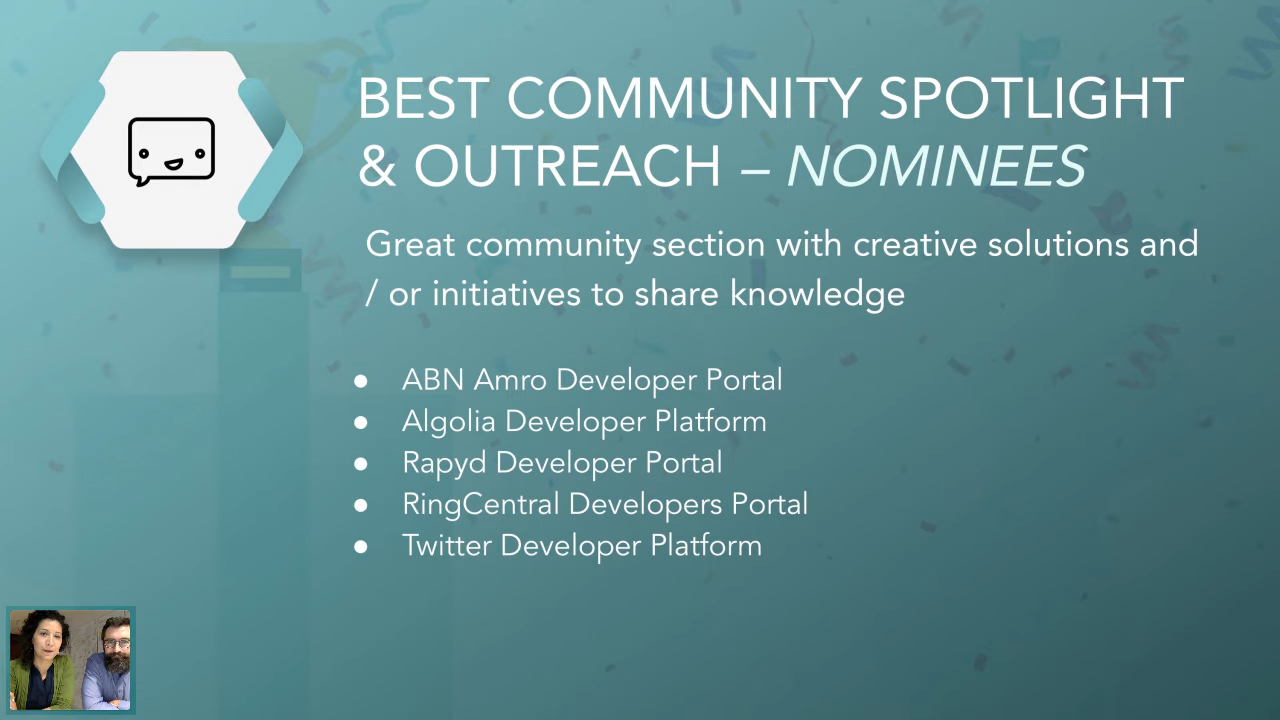 BEST COMMUNITY SPOTLIGHT
& OUTREACH – NOMINEES
Great community section with creative solutions and
/ or initiatives to share knowledge
● ABN Amro Developer Portal
● Algolia Developer Platform
● Rapyd Developer Portal
● RingCentral Developers Portal
● Twitter Developer Platform